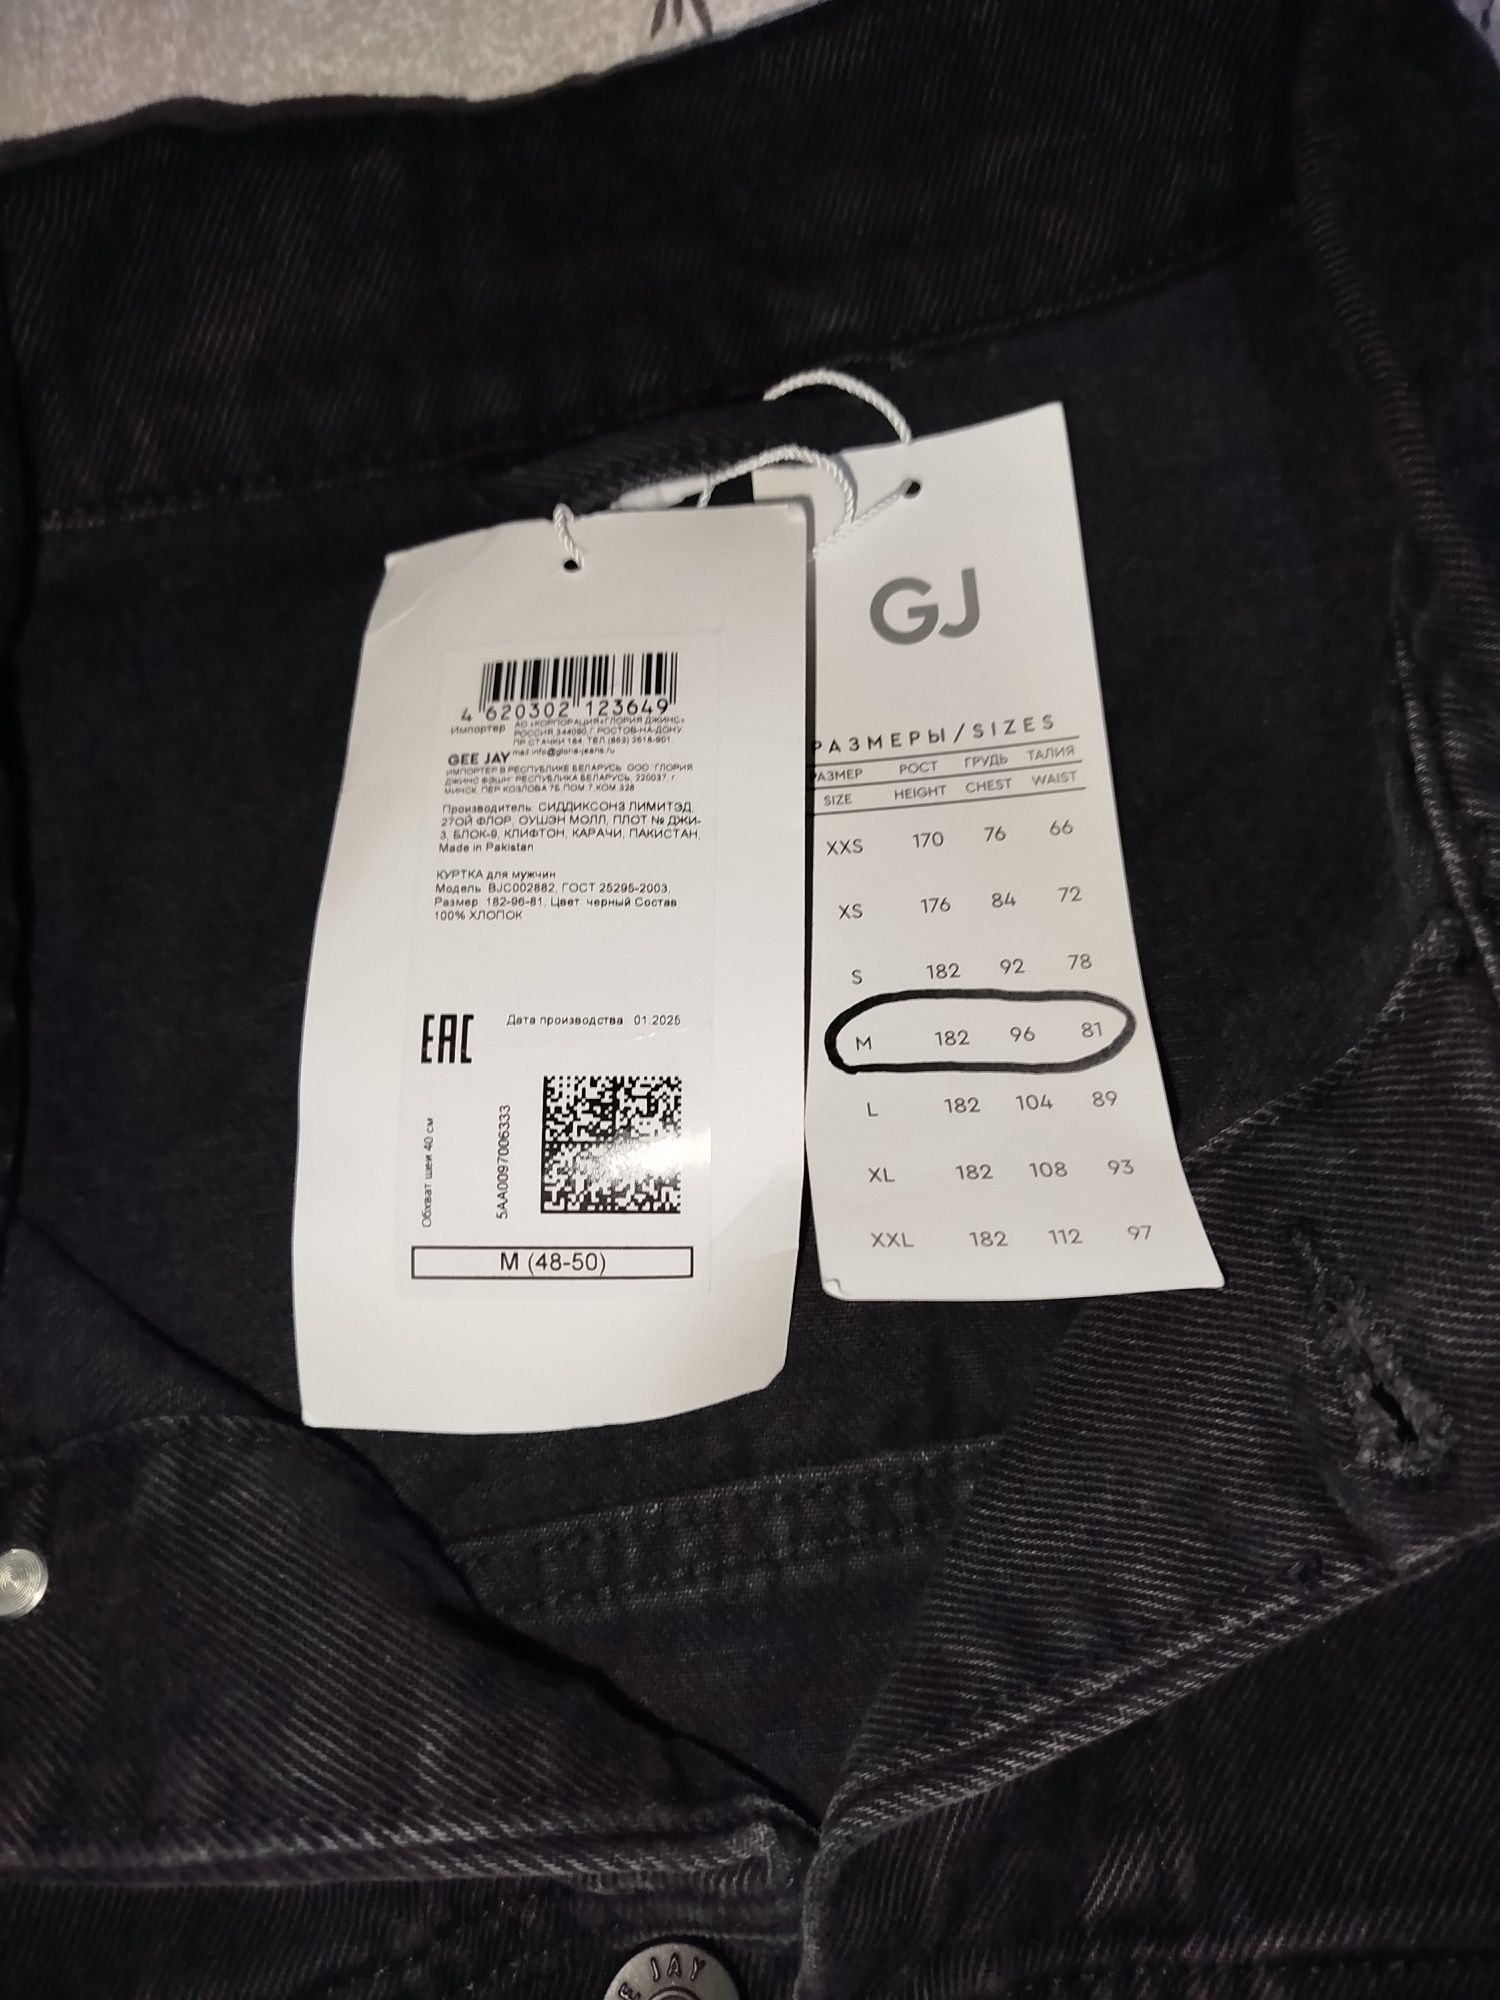 4 620302 123649
Импортер АО «КОРПОРАЦИЯ«ГЛОРИЯ ДЖИНС»
РОССИЯ 344090,Г. РОСТОВ-НА-ДОНУ,
ПР.СТАЧКИ 184, ТЕЛ.(863) 2618-901,
GEE JAY mail info@gloria-jeans.ru
ИМПОРТЕР В РЕСПУБЛИКЕ БЕЛАРУСЬ: ООО "ГЛОРИЯ
ДЖИНС ФЭШН" РЕСПУБЛИКА БЕЛАРУСЬ, 220037, г.
МИНСК, ПЕР.КОЗЛОВА 7Б,ПОМ.7,КОМ.328
Производитель: СИДДИКСОНЗ ЛИМИТЭД,
27ОЙ ФЛОР, ОУШЭН МОЛЛ, ПЛОТ № ДЖИ-
3, БЛОК-9, КЛИФТОН, КАРАЧИ, ПАКИСТАН,
Made in Pakistan
КУРТКА для мужчин
Модель: BJC002882, ГОСТ 25295-2003,
Размер: 182-96-81, Цвет: черный Состав
100% ХЛОПОК
EAC
Дата производства: 01.2025
Обхват шеи 40 см
5AA0097006333
M (48-50)
GJ
РАЗМЕРЫ/SIZES
РАЗМЕР РОСТ ГРУДЬ ТАЛИЯ
SIZE HEIGHT CHEST WAIST
XXS 170 76 66
XS 176 84 72
S 182 92 78
M 182 96 81
L 182 104 89
XL 182 108 93
XXL 182 112 97
E JAY